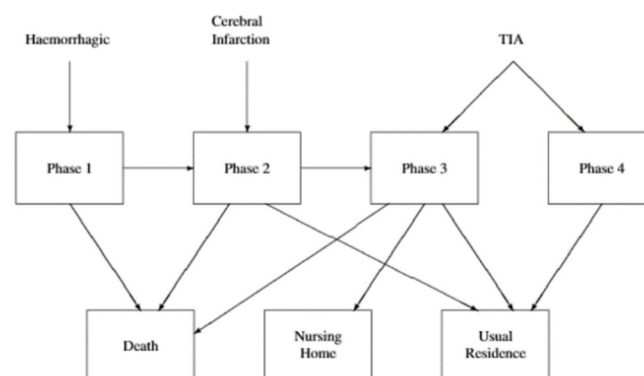 Haemorrhagic
Cerebral
Infarction
TIA
Phase 1
Phase 2
Phase 3
Phase 4
Death
Nursing
Home
Usual
Residence